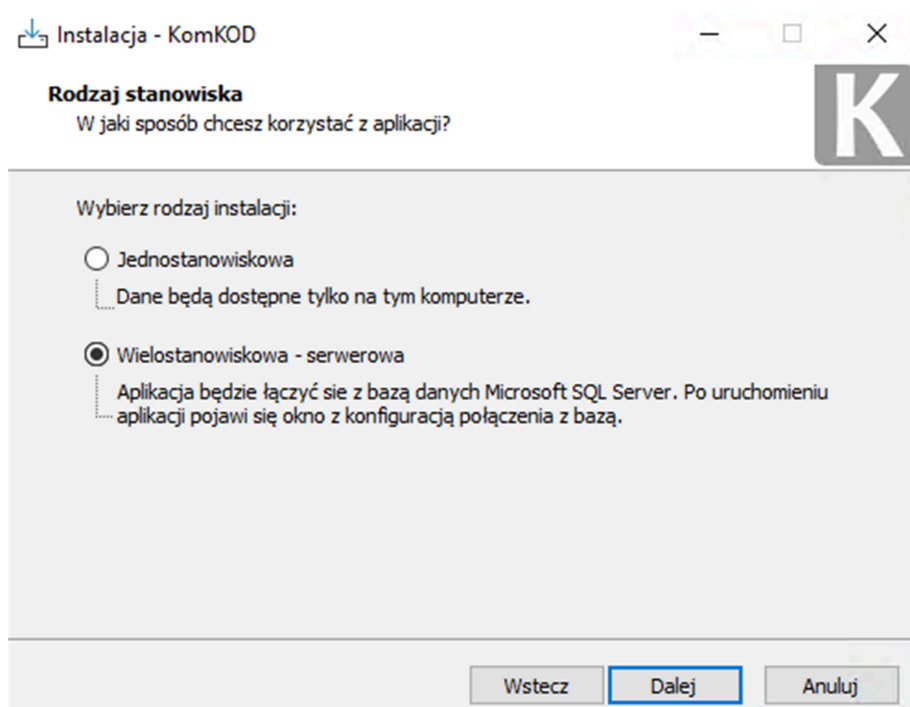 Instalacja - KomKOD
Rodzaj stanowiska
W jaki sposób chcesz korzystać z aplikacji?
K
Wybierz rodzaj instalacji:
Jednostanowiskowa
Dane będą dostępne tylko na tym komputerze.
Wielostanowiskowa - serwerowa
Aplikacja będzie łączyć sie z bazą danych Microsoft SQL Server. Po uruchomieniu
aplikacji pojawi się okno z konfiguracją połączenia z bazą.
Wstecz
Dalej
Anuluj